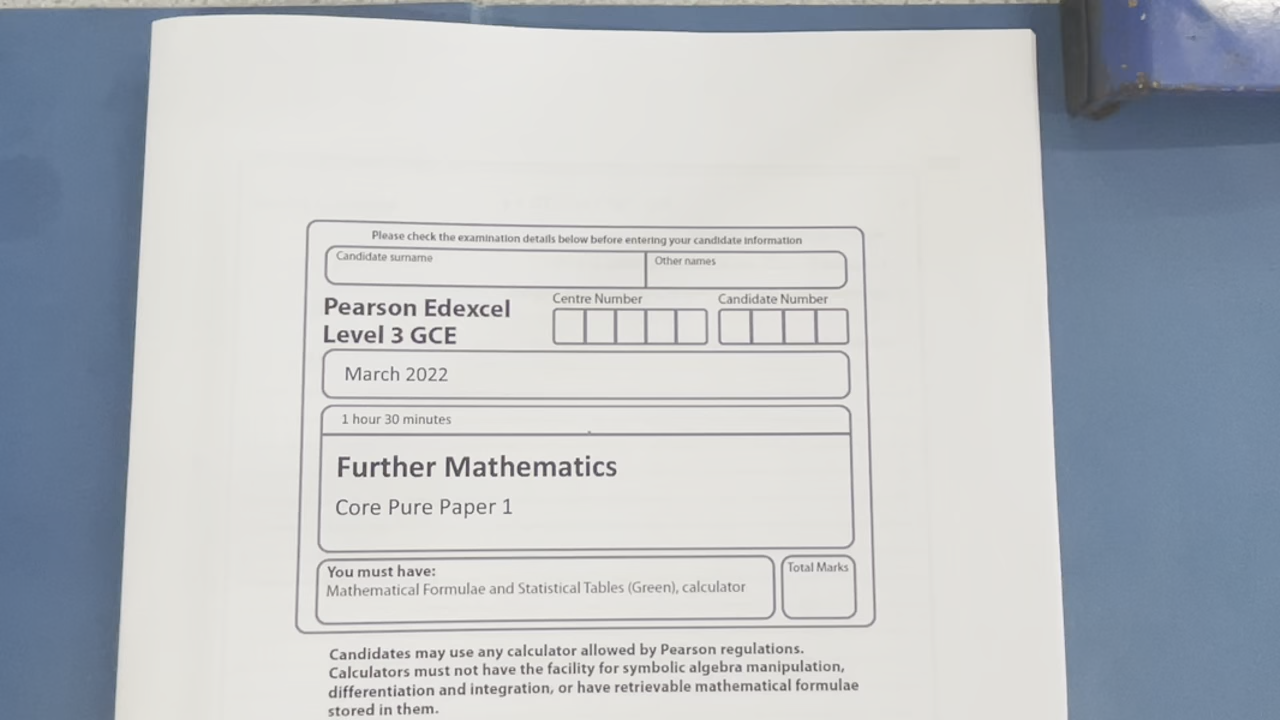 Please check the examination details below before entering your candidate information
Candidate surname
Other names
Pearson Edexcel
Level 3 GCE
Centre Number
Candidate Number
March 2022
1 hour 30 minutes
Further Mathematics
Core Pure Paper 1
You must have:
Mathematical Formulae and Statistical Tables (Green), calculator
Total Marks
Candidates may use any calculator allowed by Pearson regulations.
Calculators must not have the facility for symbolic algebra manipulation,
differentiation and integration, or have retrievable mathematical formulae
stored in them.